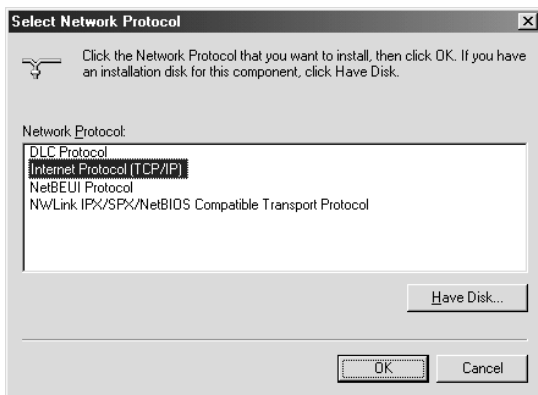 Select Network Protocol
Click the Network Protocol that you want to install, then click OK. If you have
an installation disk for this component, click Have Disk.
Network Protocol:
DLC Protocol
Internet Protocol (TCP/IP)
NetBEUI Protocol
NWLink IPX/SPX/NetBIOS Compatible Transport Protocol
Have Disk...
OK
Cancel